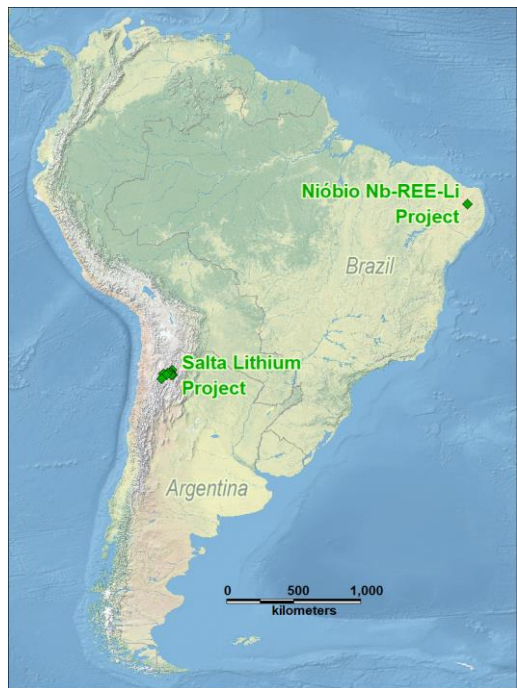 Nióbio Nb-REE-Li
Project
Brazil
Salta Lithium
Project
Argentina
0 500 1,000
kilometers